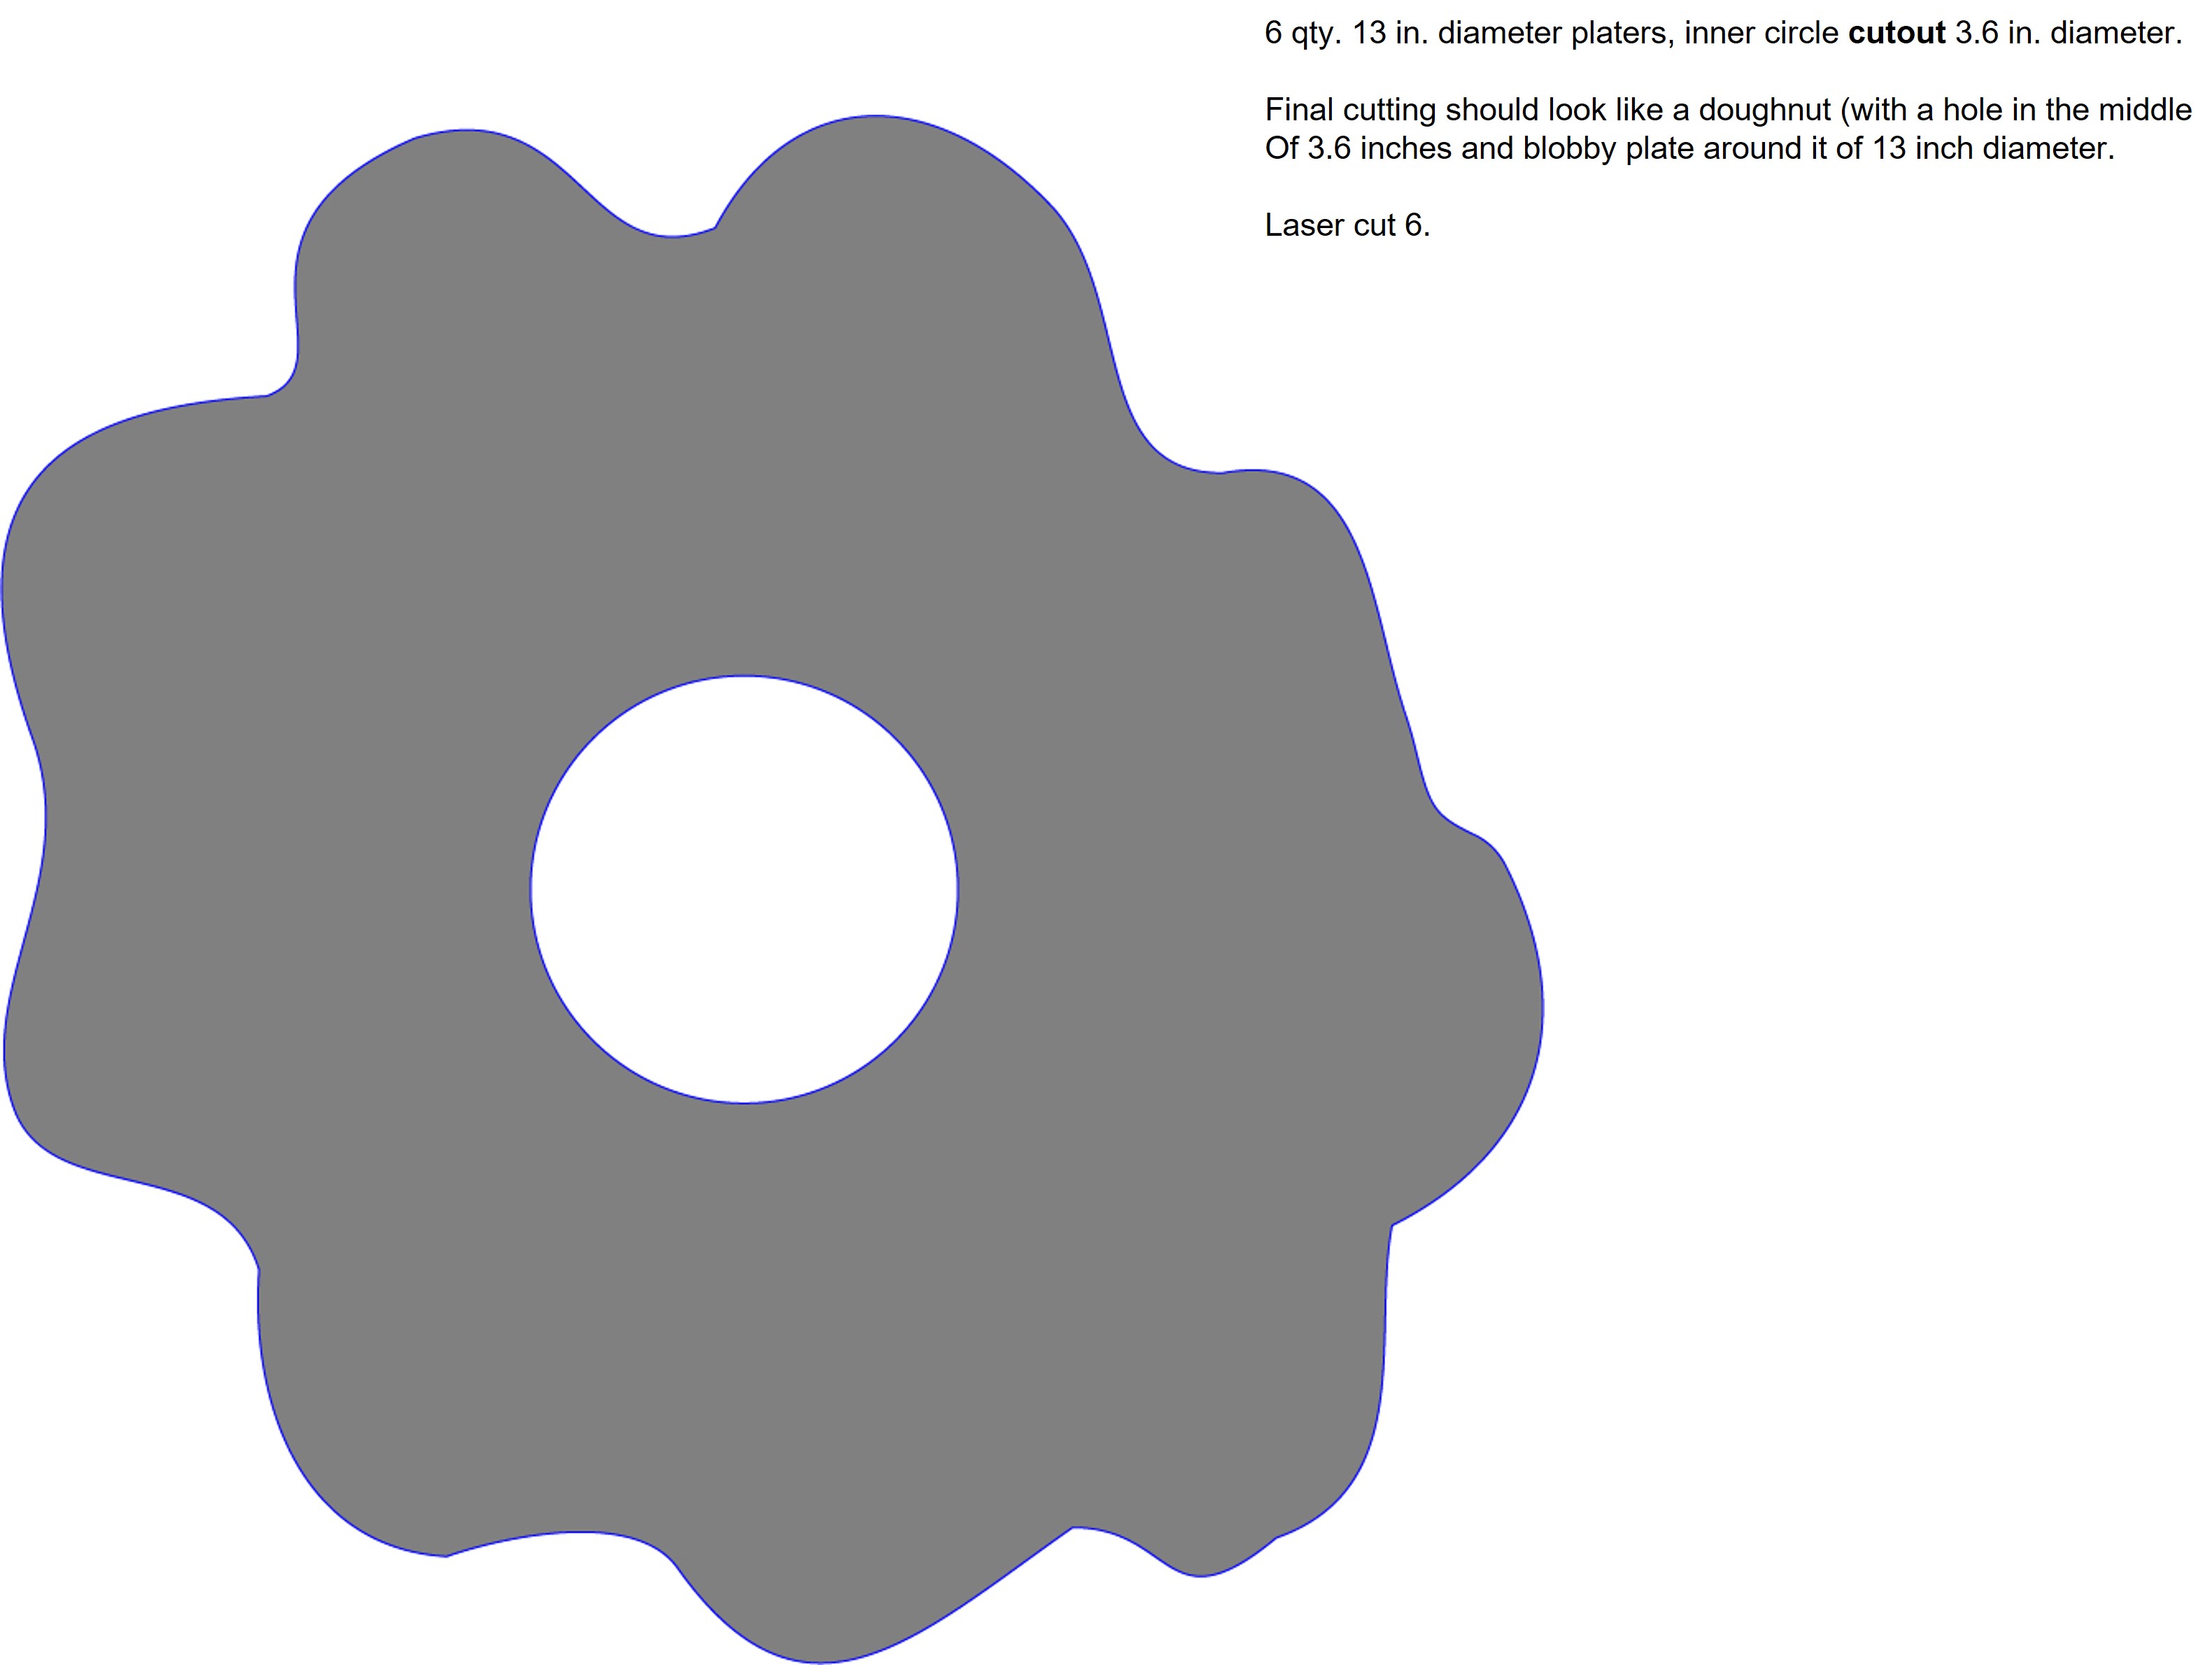 6 qty. 13 in. diameter platers, inner circle cutout 3.6 in. diameter.
Final cutting should look like a doughnut (with a hole in the middle
Of 3.6 inches and blobby plate around it of 13 inch diameter.
Laser cut 6.